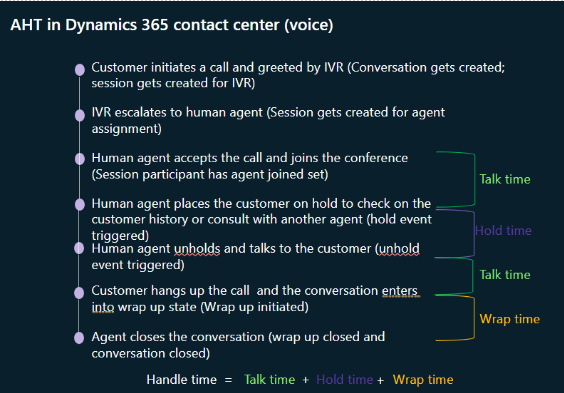 AHT in Dynamics 365 contact center (voice)
Customer initiates a call and greeted by IVR (Conversation gets created;
session gets created for IVR)
IVR escalates to human agent (Session gets created for agent
assignment)
Human agent accepts the call and joins the conference
(Session participant has agent joined set)
Talk time
Human agent places the customer on hold to check on the
customer history or consult with another agent (hold event
triggered)
Hold time
Human agent unholds and talks to the customer (unhold
event triggered)
Talk time
Customer hangs up the call and the conversation enters
into wrap up state (Wrap up initiated)
Wrap time
Agent closes the conversation (wrap up closed and
conversation closed)
Handle time = Talk time + Hold time + Wrap time